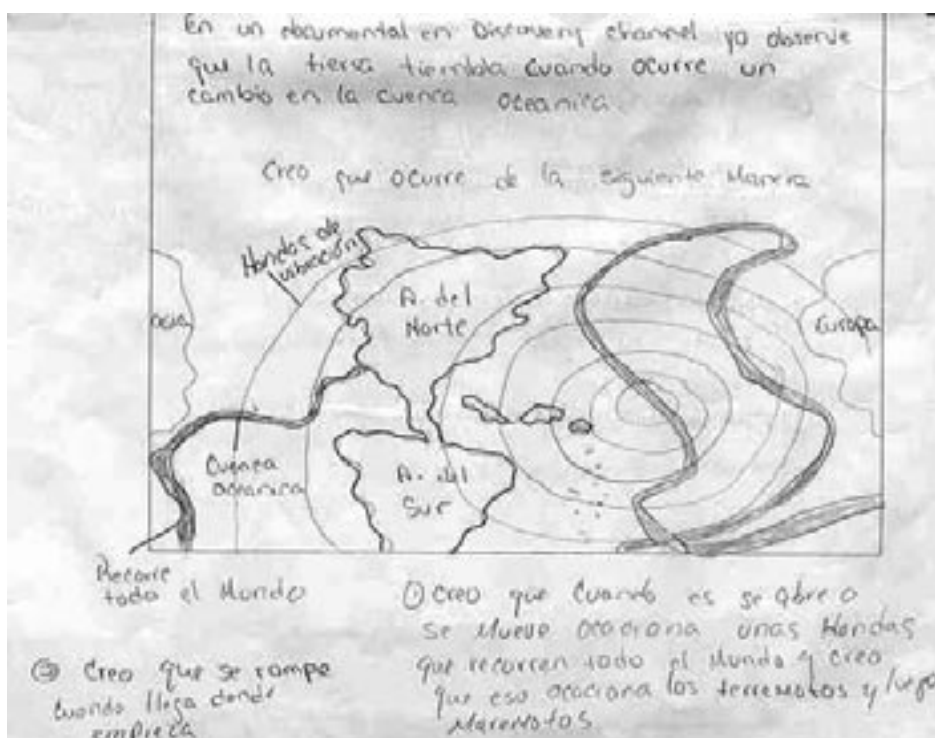 En un documental en Discovery channel yo observe
que la tierra tiembla cuando ocurre un
cambio en la cuenca oceanica
Creo que ocurre de la siguiente Manera
Hondas de
A. del
Norte
Europa
Cuenca
oceanica
A. del
Sur
Recorre
todo el Mundo
① Creo que cuando es se abre o
se Mueve ocaciona unas Hondas
que recorren todo el Mundo y creo
que eso ocaciona los terremotos y luego
Maremotos.
② Creo que se rompe
cuando llega donde
empieza